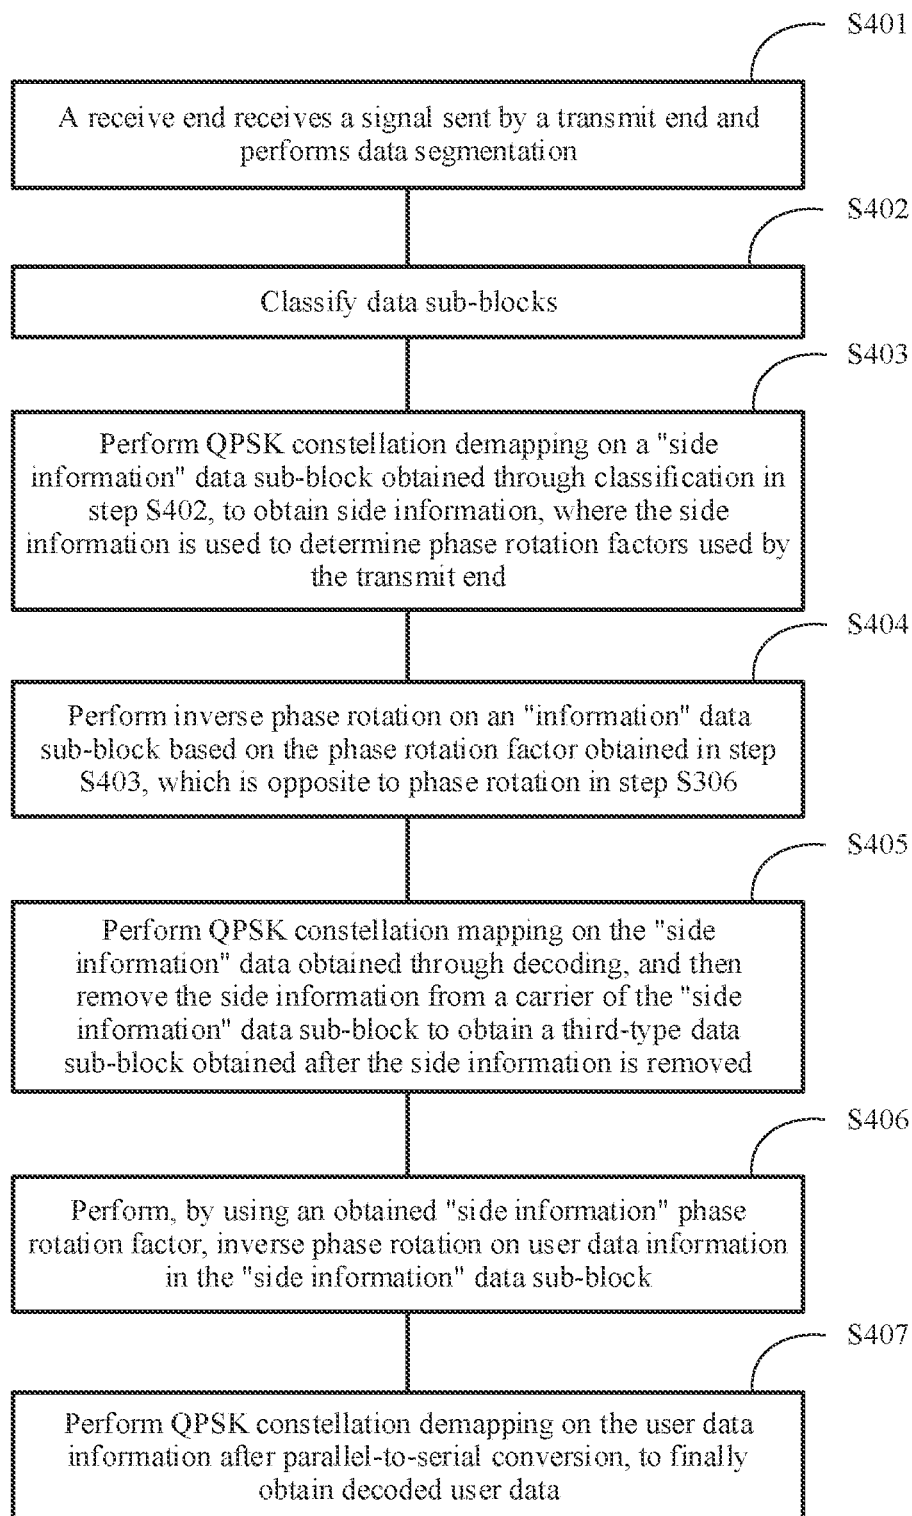 S401
A receive end receives a signal sent by a transmit end and
performs data segmentation
S402
Classify data sub-blocks
S403
Perform QPSK constellation demapping on a "side
information" data sub-block obtained through classification in
step S402, to obtain side information, where the side
information is used to determine phase rotation factors used by
the transmit end
S404
Perform inverse phase rotation on an "information" data
sub-block based on the phase rotation factor obtained in step
S403, which is opposite to phase rotation in step S306
S405
Perform QPSK constellation mapping on the "side
information" data obtained through decoding, and then
remove the side information from a carrier of the "side
information" data sub-block to obtain a third-type data
sub-block obtained after the side information is removed
S406
Perform, by using an obtained "side information" phase
rotation factor, inverse phase rotation on user data information
in the "side information" data sub-block
S407
Perform QPSK constellation demapping on the user data
information after parallel-to-serial conversion, to finally
obtain decoded user data